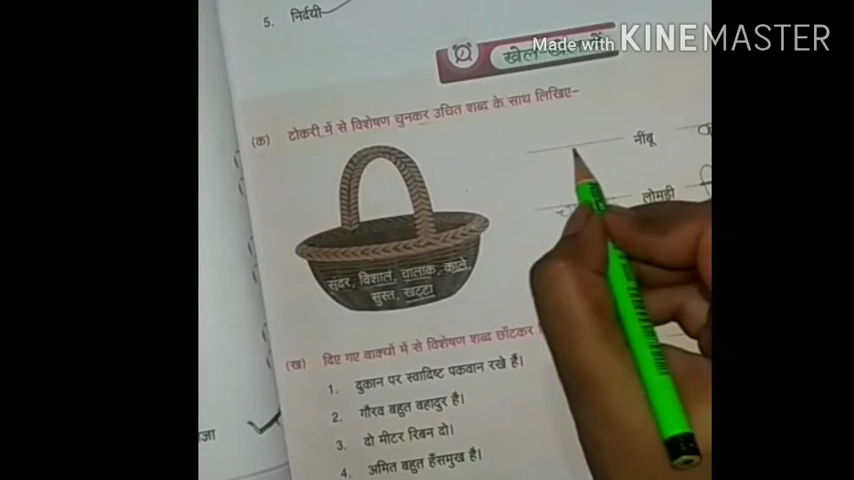 5. निर्दयी
Made with KINEMASTER
खेल-खेल में
(क) टोकरी में से विशेषण चुनकर उचित शब्द के साथ लिखिए-
नींबू
लोमड़ी
सुंदर, विशाल, चालाक, काले,
सुस्त, खट्टा
(ख) दिए गए वाक्यों में से विशेषण शब्द छाँटकर
1. दुकान पर स्वादिष्ट पकवान रखे हैं।
2. गौरव बहुत बहादुर है।
3. दो मीटर रिबन दो।
4. अमित बहुत हँसमुख है।